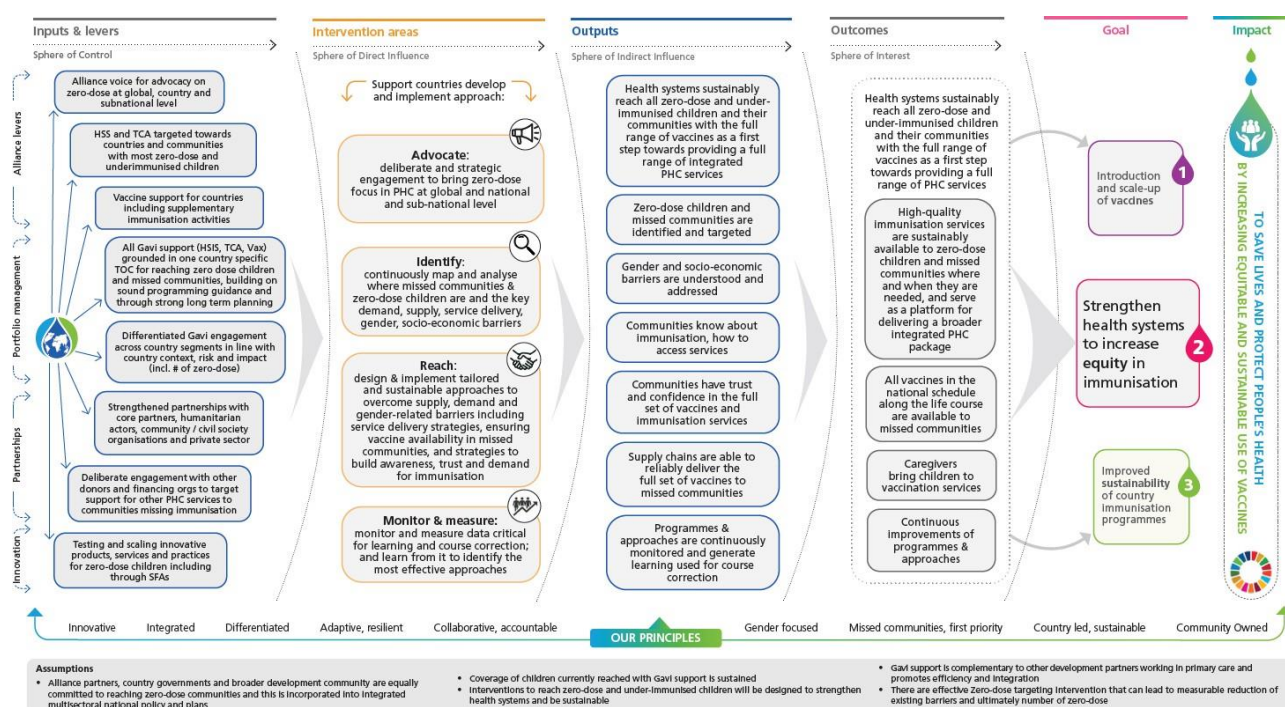 Inputs & levers
Sphere of Control
Alliance levers
Portfolio management
Partnerships
Innovation
Alliance voice for advocacy on
zero-dose at global, country and
subnational level
HSS and TCA targeted towards
countries and communities
with most zero-dose and
underimmunised children
Vaccine support for countries
including supplementary
immunisation activities
All Gavi support (HSIS, TCA, Vax)
grounded in one country specific
TOC for reaching zero dose children
and missed communities, building on
sound programming guidance and
through strong long term planning
Differentiated Gavi engagement
across country segments in line with
country context, risk and impact
(incl. # of zero-dose)
Strengthened partnerships with
core partners, humanitarian
actors, community / civil society
organisations and private sector
Deliberate engagement with other
donors and financing orgs to target
support for other PHC services to
communities missing immunisation
Testing and scaling innovative
products, services and practices
for zero-dose children including
through SFAs
Intervention areas
Sphere of Direct Influence
Support countries develop
and implement approach:
Advocate:
deliberate and strategic
engagement to bring zero-dose
focus in PHC at global and national
and sub-national level
Identify:
continuously map and analyse
where missed communities &
zero-dose children are and the key
demand, supply, service delivery,
gender, socio-economic barriers
Reach:
design & implement tailored
and sustainable approaches to
overcome supply, demand and
gender-related barriers including
service delivery strategies, ensuring
vaccine availability in missed
communities, and strategies to
build awareness, trust and demand
for immunisation
Monitor & measure:
monitor and measure data critical
for learning and course correction;
and learn from it to identify the
most effective approaches
Outputs
Sphere of Indirect Influence
Health systems sustainably
reach all zero-dose and under-
immunised children and their
communities with the full
range of vaccines as a first
step towards providing a full
range of integrated
PHC services
Zero-dose children and
missed communities are
identified and targeted
Gender and socio-economic
barriers are understood and
addressed
Communities know about
immunisation, how to
access services
Communities have trust
and confidence in the full
set of vaccines and
immunisation services
Supply chains are able to
reliably deliver the
full set of vaccines to
missed communities
Programmes &
approaches are continuously
monitored and generate
learning used for course
correction
Outcomes
Sphere of Interest
Health systems sustainably
reach all zero-dose and
under-immunised children
and their communities
with the full range of
vaccines as a first step
towards providing a full
range of PHC services
High-quality
immunisation services
are sustainably
available to zero-dose
children and missed
communities where
and when they are
needed, and serve
as a platform for
delivering a broader
integrated PHC
package
All vaccines in the
national schedule
along the life course
are available to
missed communities
Caregivers
bring children to
vaccination services
Continuous
improvements of
programmes &
approaches
Goal
Introduction
and scale-up
of vaccines
1
Strengthen
health systems
to increase
equity in
immunisation
2
Improved
sustainability
of country
immunisation
programmes
3
Impact
TO SAVE LIVES AND PROTECT PEOPLE'S HEALTH
BY INCREASING EQUITABLE AND SUSTAINABLE USE OF VACCINES
Innovative Integrated Differentiated Adaptive, resilient Collaborative, accountable OUR PRINCIPLES Gender focused Missed communities, first priority Country led, sustainable Community Owned
Assumptions
• Alliance partners, country governments and broader development community are equally
committed to reaching zero-dose communities and this is incorporated into integrated
multisectoral national policy and plans
• Coverage of children currently reached with Gavi support is sustained
• Interventions to reach zero-dose and under-immunised children will be designed to strengthen
health systems and be sustainable
• Gavi support is complementary to other development partners working in primary care and
promotes efficiency and integration
• There are effective Zero-dose targeting intervention that can lead to measurable reduction of
existing barriers and ultimately number of zero-dose